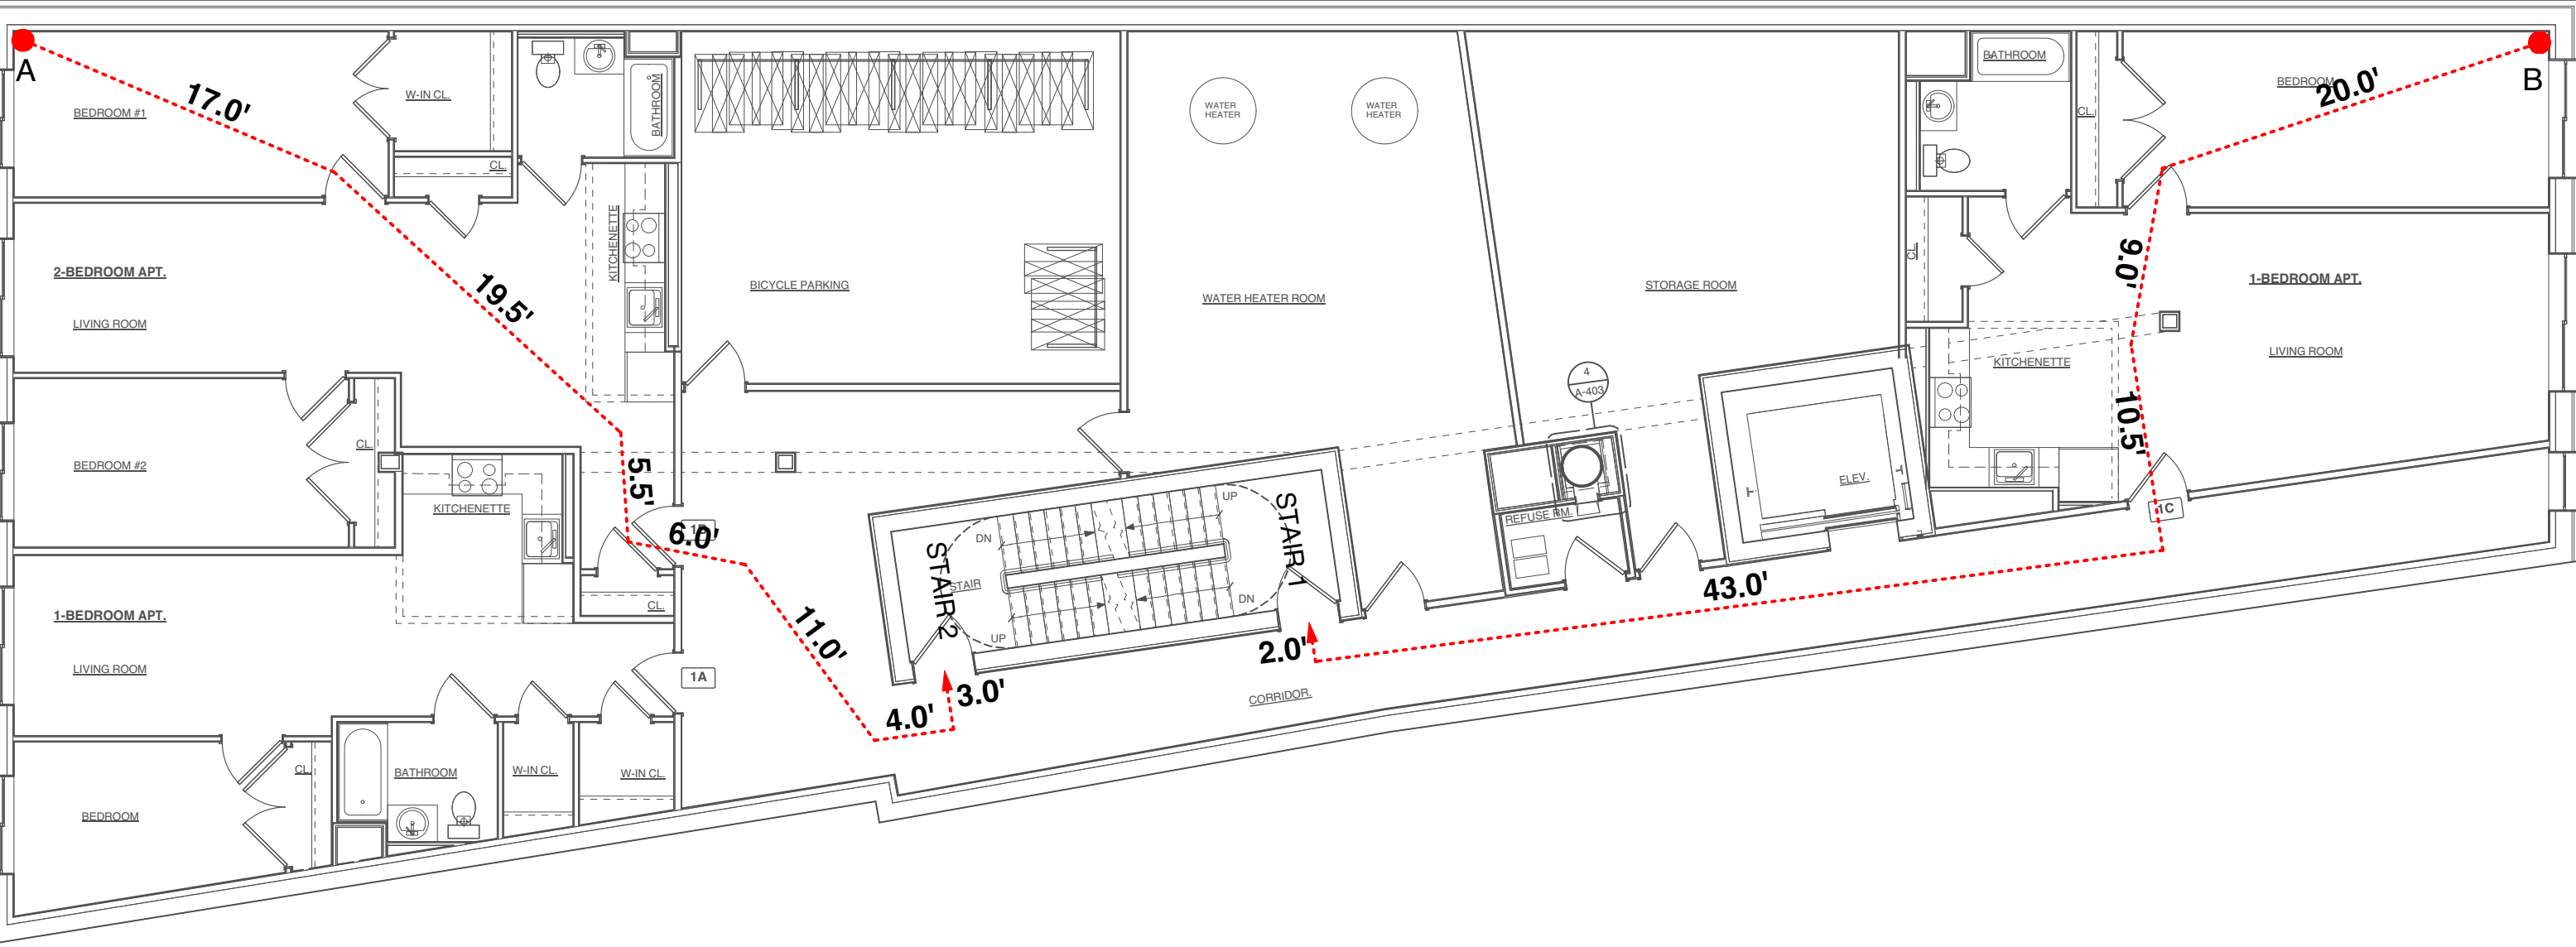 A
17.0'
BEDROOM #1
W-IN CL.
CL.
BATHROOM
KITCHENETTE
2-BEDROOM APT.
LIVING ROOM
19.5'
BICYCLE PARKING
WATER
HEATER
WATER
HEATER
WATER HEATER ROOM
STORAGE ROOM
4
A-403
BATHROOM
CL.
BEDROOM
20.0'
B
CL.
9.0'
1-BEDROOM APT.
LIVING ROOM
KITCHENETTE
10.5'
1C
BEDROOM #2
CL.
KITCHENETTE
5.5'
6.0'
CL.
11.0'
STAIR 2
STAIR
DN
UP
UP
DN
STAIR 1
REFUSE RM.
ELEV.
43.0'
2.0'
3.0'
4.0'
CORRIDOR.
1-BEDROOM APT.
LIVING ROOM
1A
CL.
BATHROOM
W-IN CL.
W-IN CL.
BEDROOM